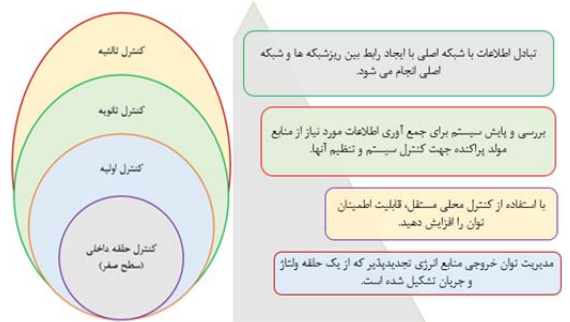 کنترل ثالثیه
کنترل ثانویه
کنترل اولیه
کنترل حلقه داخلی
(سطح صفر)
تبادل اطلاعات با شبکه اصلی با ایجاد رابط بین ریزشبکه ها و شبکه
اصلی انجام می شود.
بررسی و پایش سیستم برای جمع آوری اطلاعات مورد نیاز از منابع
مولد پراکنده جهت کنترل سیستم و تنظیم آنها.
با استفاده از کنترل محلی مستقل، قابلیت اطمینان
توان را افزایش دهید.
مدیریت توان خروجی منابع انرژی تجدیدپذیر که از یک حلقه ولتاژ
و جریان تشکیل شده است.